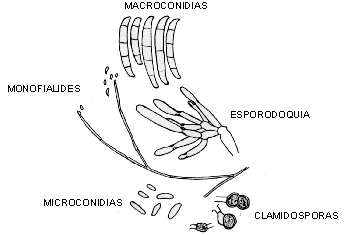 MACROCONIDIAS
MONOFIALIDES
ESPORODOQUIA
MICROCONIDIAS
CLAMIDOSPORAS